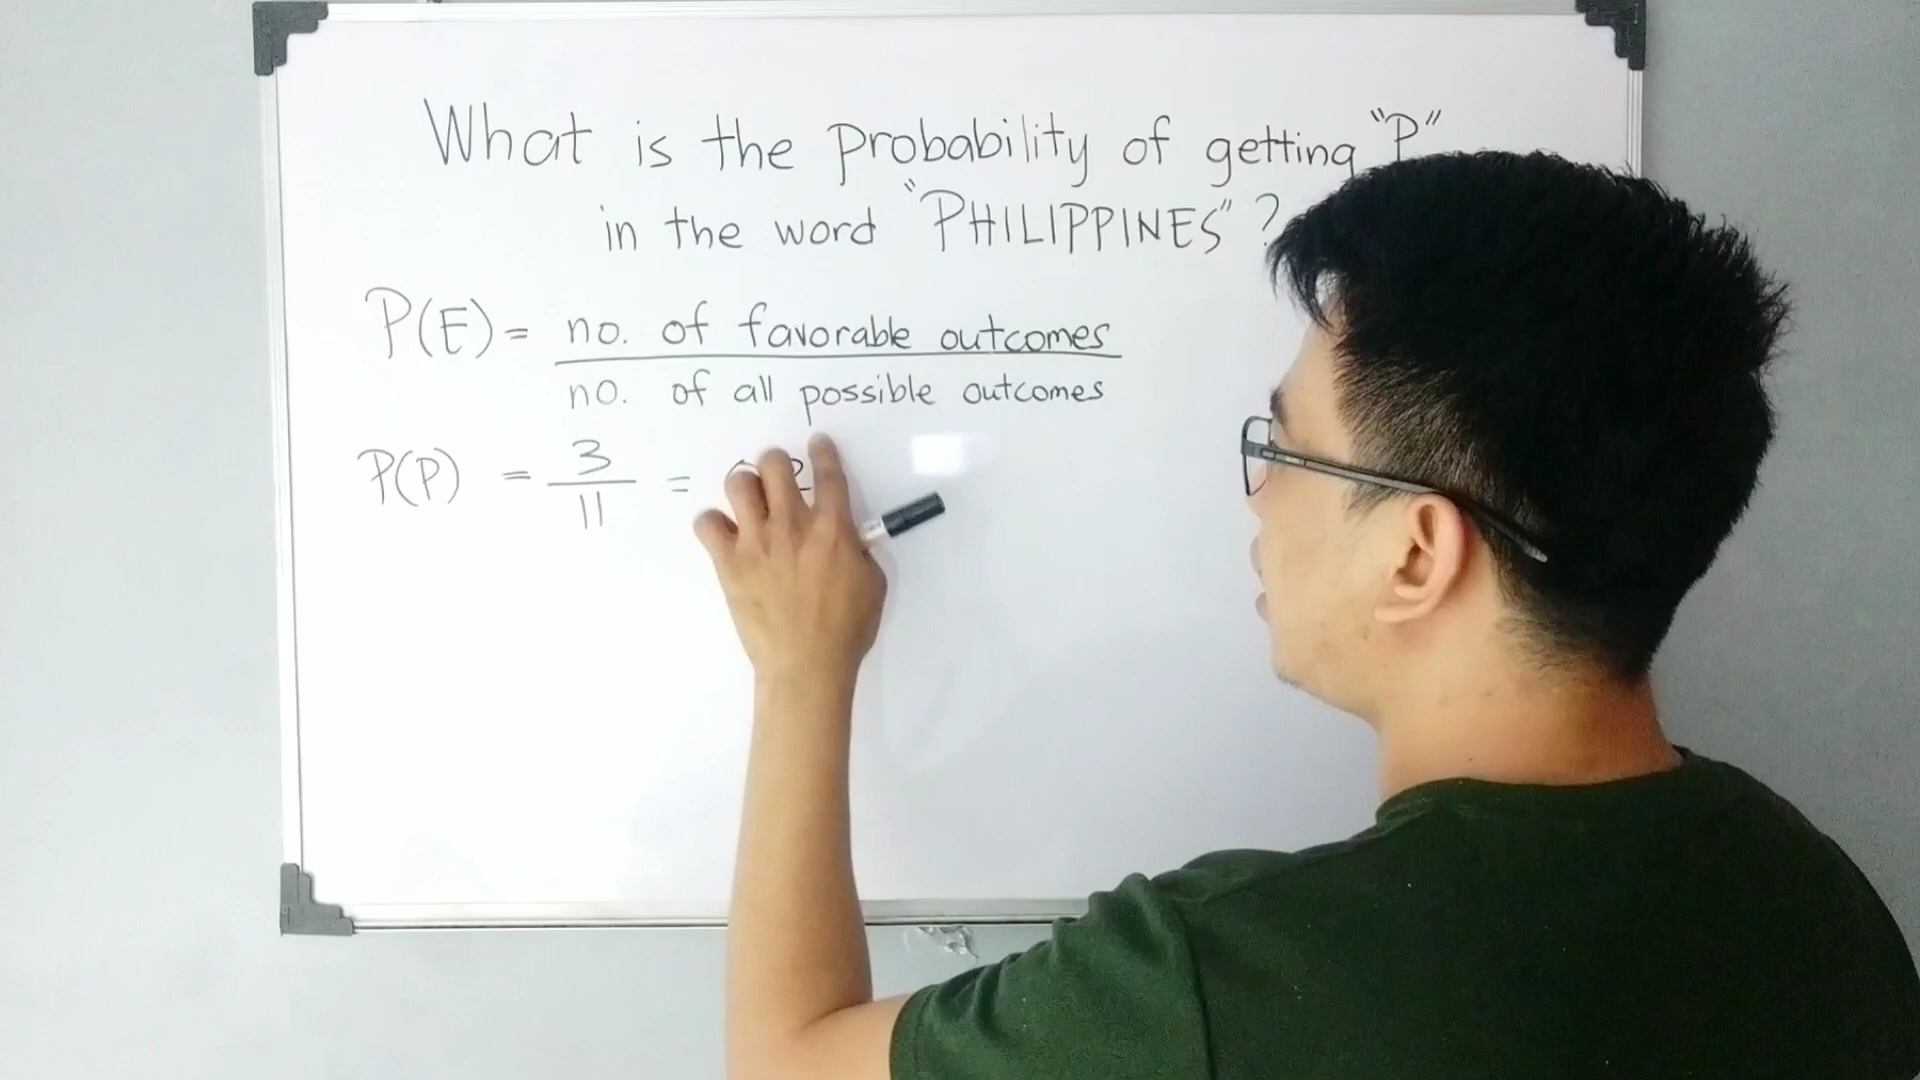 What is the probability of getting "P"
in the word "PHILIPPINES"?
P(E) = no. of favorable outcomes
no. of all possible outcomes
P(P) = 3
11
=